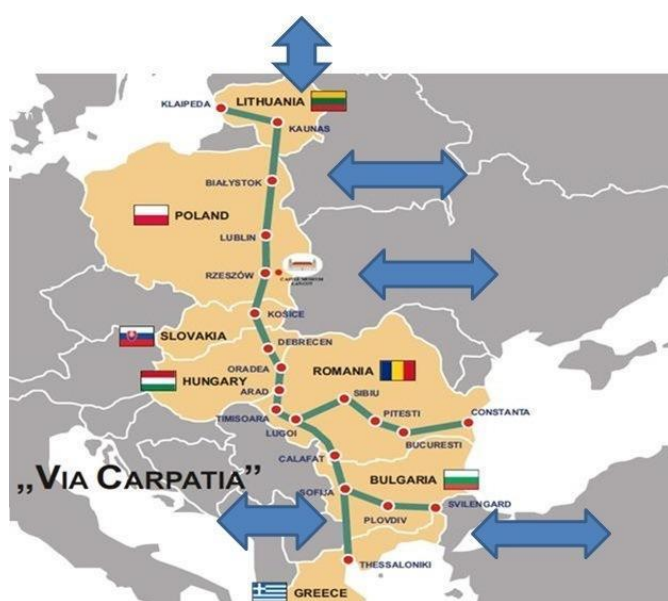 KLAIPEDA
LITHUANIA
KAUNAS
BIAŁYSTOK
POLAND
LUBLIN
RZESZÓW
KOSICE
SLOVAKIA
DEBRECEN
ORADEA
ROMANIA
HUNGARY
ARAD
SIBIU
TIMISOARA
PITESTI
CONSTANTA
LUGOI
BUCURESTI
CALAFAT
„VIA CARPATIA”
BULGARIA
SOFIJA
SVILENGARD
PLOVDIV
THESSALONIKI
GREECE